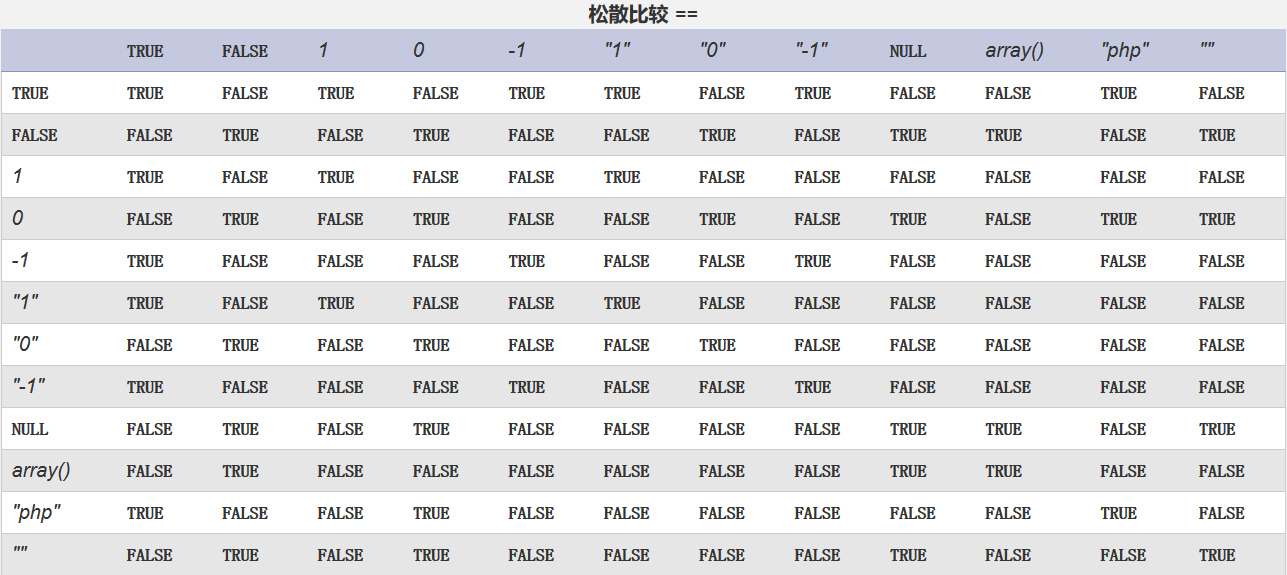 松散比较 ==
TRUE FALSE 1 0 -1 "1" "0" "-1" NULL array() "php" ""
TRUE TRUE FALSE TRUE FALSE TRUE TRUE FALSE TRUE FALSE FALSE TRUE FALSE
FALSE FALSE TRUE FALSE TRUE FALSE FALSE TRUE FALSE TRUE TRUE FALSE TRUE
1 TRUE FALSE TRUE FALSE FALSE TRUE FALSE FALSE FALSE FALSE FALSE FALSE
0 FALSE TRUE FALSE TRUE FALSE FALSE TRUE FALSE TRUE FALSE TRUE TRUE
-1 TRUE FALSE FALSE FALSE TRUE FALSE FALSE TRUE FALSE FALSE FALSE FALSE
"1" TRUE FALSE TRUE FALSE FALSE TRUE FALSE FALSE FALSE FALSE FALSE FALSE
"0" FALSE TRUE FALSE TRUE FALSE FALSE TRUE FALSE FALSE FALSE FALSE FALSE
"-1" TRUE FALSE FALSE FALSE TRUE FALSE FALSE TRUE FALSE FALSE FALSE FALSE
NULL FALSE TRUE FALSE TRUE FALSE FALSE FALSE FALSE TRUE TRUE FALSE TRUE
array() FALSE TRUE FALSE FALSE FALSE FALSE FALSE FALSE TRUE TRUE FALSE FALSE
"php" TRUE FALSE FALSE TRUE FALSE FALSE FALSE FALSE FALSE FALSE TRUE FALSE
"" FALSE TRUE FALSE TRUE FALSE FALSE FALSE FALSE TRUE FALSE FALSE TRUE